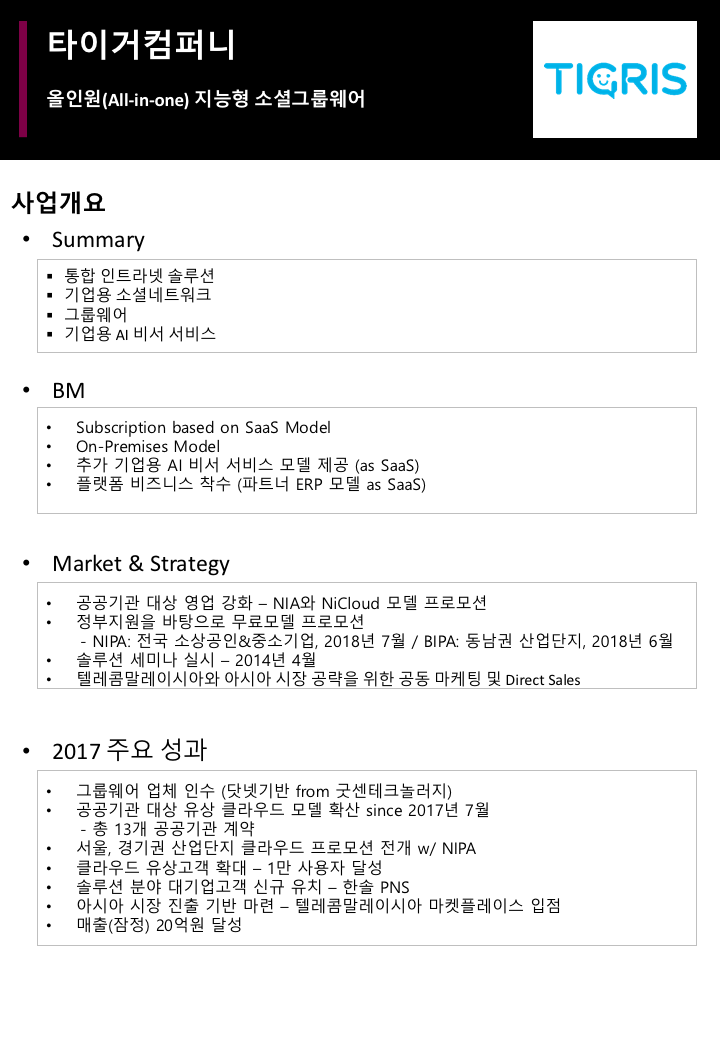 타이거컴퍼니
올인원(All-in-one) 지능형 소셜그룹웨어
TIGRIS
사업개요
• Summary
▪ 통합 인트라넷 솔루션
▪ 기업용 소셜네트워크
▪ 그룹웨어
▪ 기업용 AI 비서 서비스
• BM
• Subscription based on SaaS Model
• On-Premises Model
• 추가 기업용 AI 비서 서비스 모델 제공 (as SaaS)
• 플랫폼 비즈니스 착수 (파트너 ERP 모델 as SaaS)
• Market & Strategy
• 공공기관 대상 영업 강화 – NIA와 NiCloud 모델 프로모션
• 정부지원을 바탕으로 무료모델 프로모션
- NIPA: 전국 소상공인&중소기업, 2018년 7월 / BIPA: 동남권 산업단지, 2018년 6월
• 솔루션 세미나 실시 – 2014년 4월
• 텔레콤말레이시아와 아시아 시장 공략을 위한 공동 마케팅 및 Direct Sales
• 2017 주요 성과
• 그룹웨어 업체 인수 (닷넷기반 from 굿센테크놀러지)
• 공공기관 대상 유상 클라우드 모델 확산 since 2017년 7월
- 총 13개 공공기관 계약
• 서울, 경기권 산업단지 클라우드 프로모션 전개 w/ NIPA
• 클라우드 유상고객 확대 – 1만 사용자 달성
• 솔루션 분야 대기업고객 신규 유치 – 한솔 PNS
• 아시아 시장 진출 기반 마련 – 텔레콤말레이시아 마켓플레이스 입점
• 매출(잠정) 20억원 달성